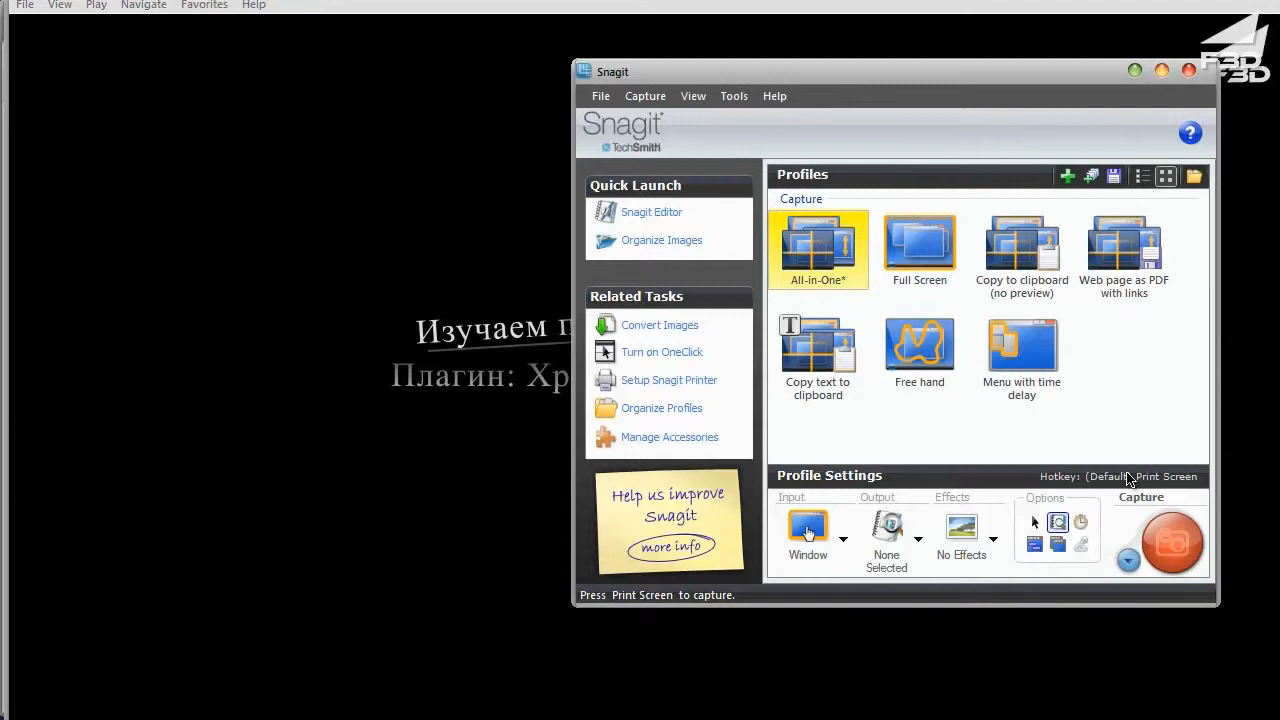 File View Play Navigate Favorites Help
F3D
F3D
Snagit
File Capture View Tools Help
Snagit
TechSmith
?
Quick Launch
Snagit Editor
Organize Images
Related Tasks
Convert Images
Turn on OneClick
Setup Snagit Printer
Organize Profiles
Manage Accessories
Help us improve
Snagit
more info
Profiles
Capture
All-in-One*
Full Screen
Copy to clipboard
(no preview)
Web page as PDF
with links
T
Copy text to
clipboard
Free hand
Menu with time
delay
Profile Settings
Hotkey: (Default) Print Screen
Input
Output
Effects
Options
Capture
Window
None
Selected
No Effects
Press Print Screen to capture.
Изучаем п
Плагин: Хр